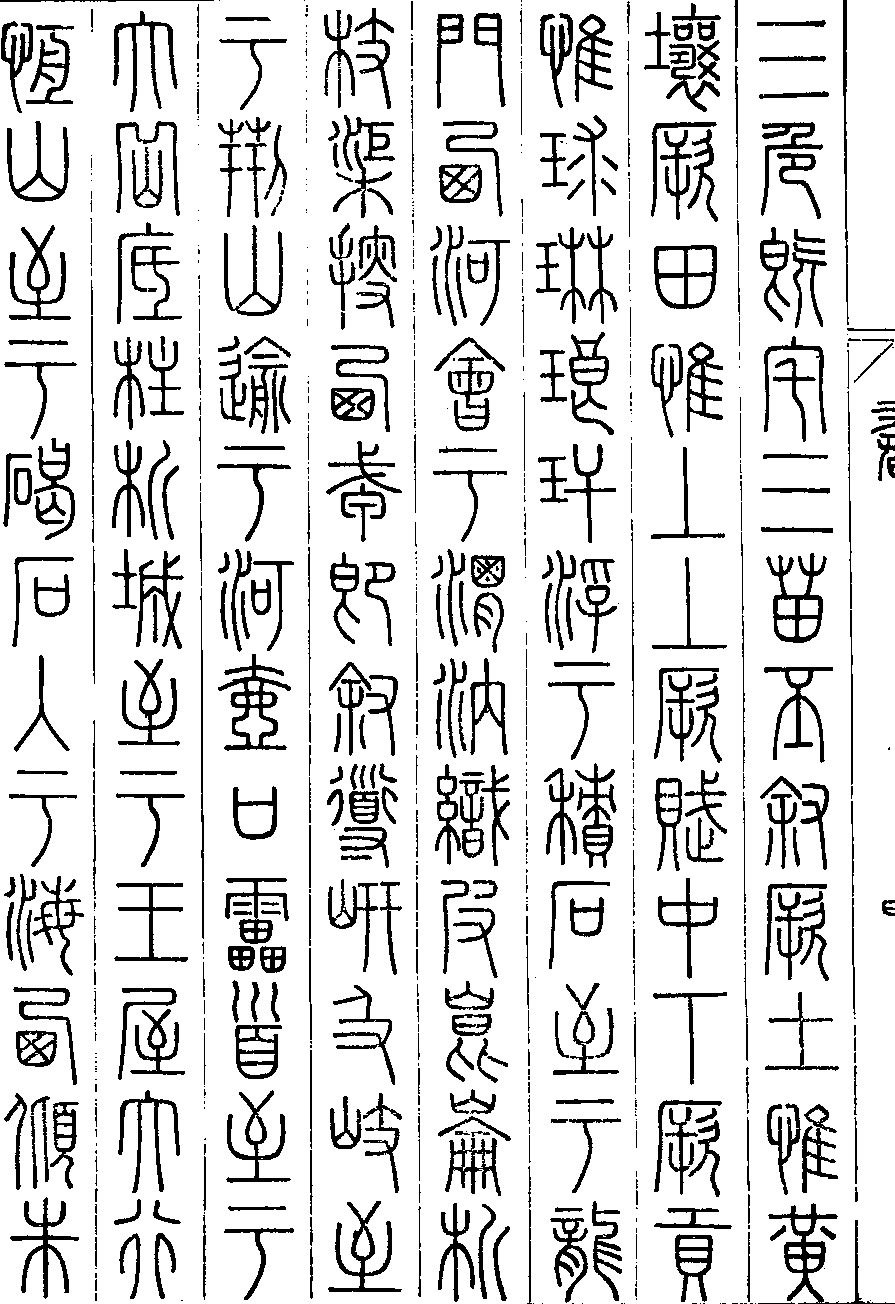 三危既宅三苗丕敘厥土惟黃
壤厥田惟上上厥賦中下厥貢
惟球琳琅玕浮于積石至于龍
門西河會于渭汭織皮崑崙析
枝渠搜西戎即敘導岍及岐至
于荊山逾于河壺口雷首至于
大岳底柱析城至于王屋大行
恆山至于碣石入于海西傾朱